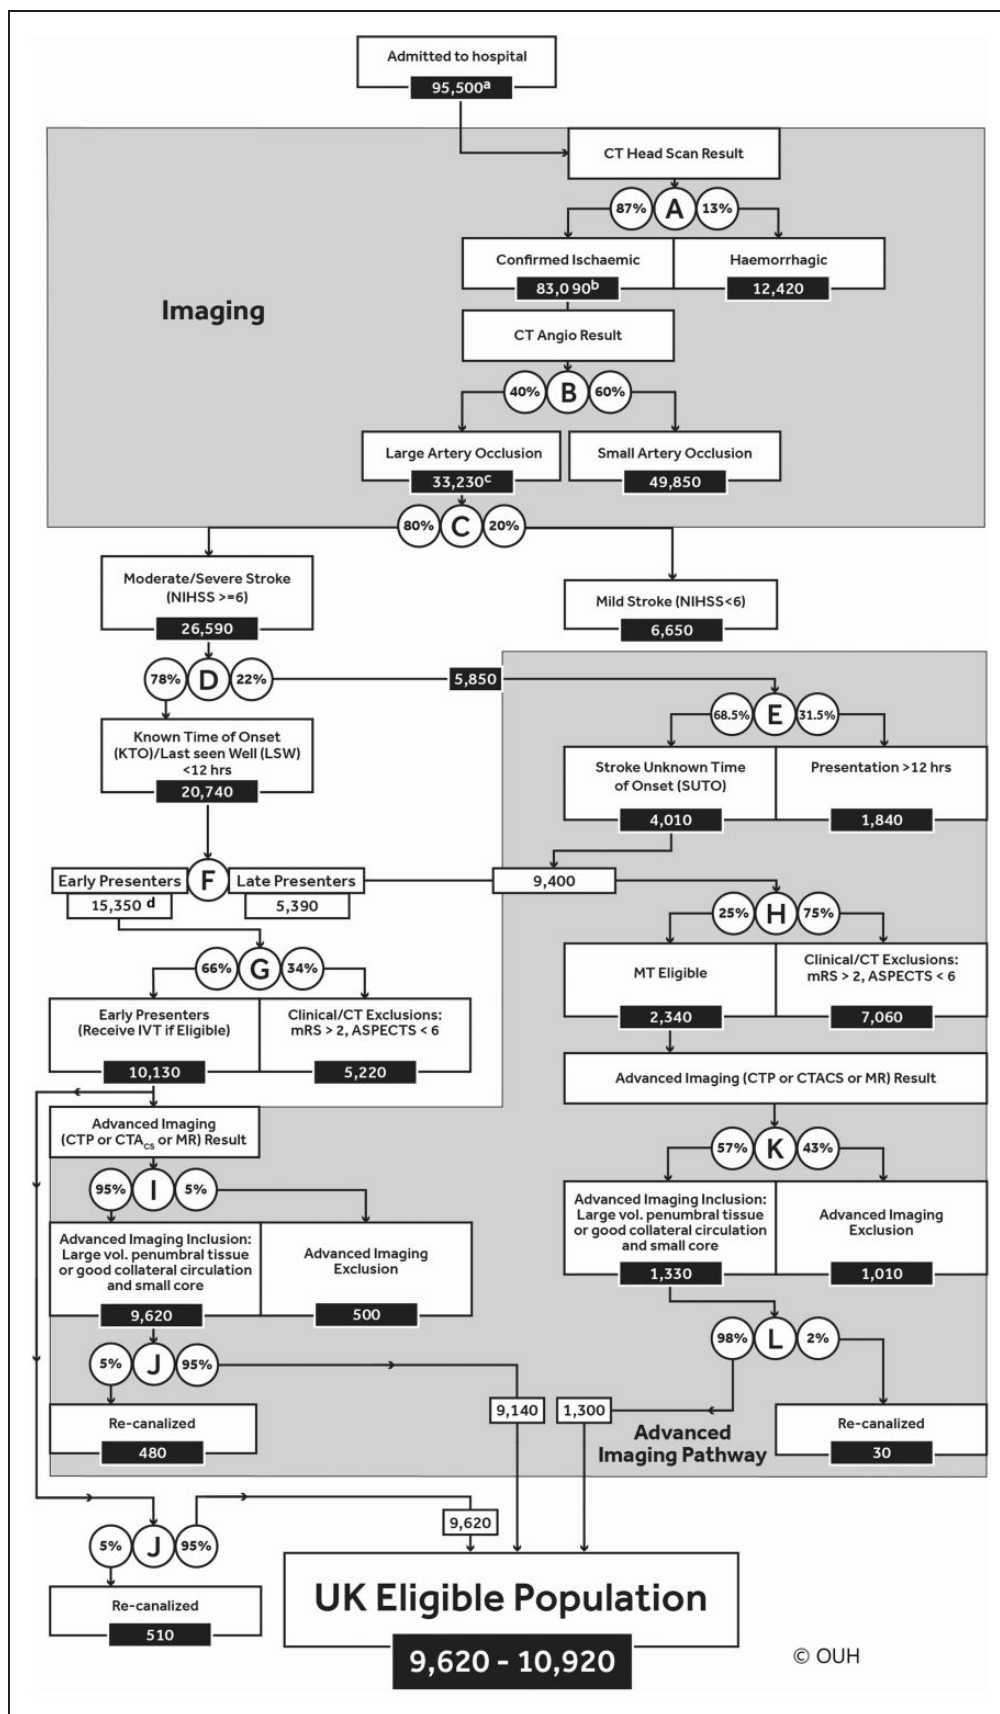 Admitted to hospital
95,500a
CT Head Scan Result
87% A 13%
Confirmed Ischaemic
83,0 90b
Haemorrhagic
12,420
Imaging
CT Angio Result
40% B 60%
Large Artery Occlusion
33,230c
Small Artery Occlusion
49,850
80% C 20%
Moderate/Severe Stroke
(NIHSS >=6)
26,590
Mild Stroke (NIHSS<6)
6,650
78% D 22%
5,850
68.5% E 31.5%
Known Time of Onset
(KTO)/Last seen Well (LSW)
<12 hrs
20,740
Stroke Unknown Time
of Onset (SUTO)
4,010
Presentation >12 hrs
1,840
Early Presenters
15,350 d
F
Late Presenters
5,390
9,400
25% H 75%
66% G 34%
MT Eligible
2,340
Clinical/CT Exclusions:
mRS > 2, ASPECTS < 6
7,060
Early Presenters
(Receive IVT if Eligible)
10,130
Clinical/CT Exclusions:
mRS > 2, ASPECTS < 6
5,220
Advanced Imaging (CTP or CTACS or MR) Result
Advanced Imaging
(CTP or CTACS or MR) Result
57% K 43%
95% I 5%
Advanced Imaging Inclusion:
Large vol. penumbral tissue
or good collateral circulation
and small core
1,330
Advanced Imaging
Exclusion
1,010
Advanced Imaging Inclusion:
Large vol. penumbral tissue
or good collateral circulation
and small core
9,620
Advanced Imaging
Exclusion
500
98% L 2%
5% J 95%
Re-canalized
480
9,140
1,300
Advanced
Imaging Pathway
Re-canalized
30
5% J 95%
9,620
Re-canalized
510
UK Eligible Population
9,620 - 10,920
© OUH